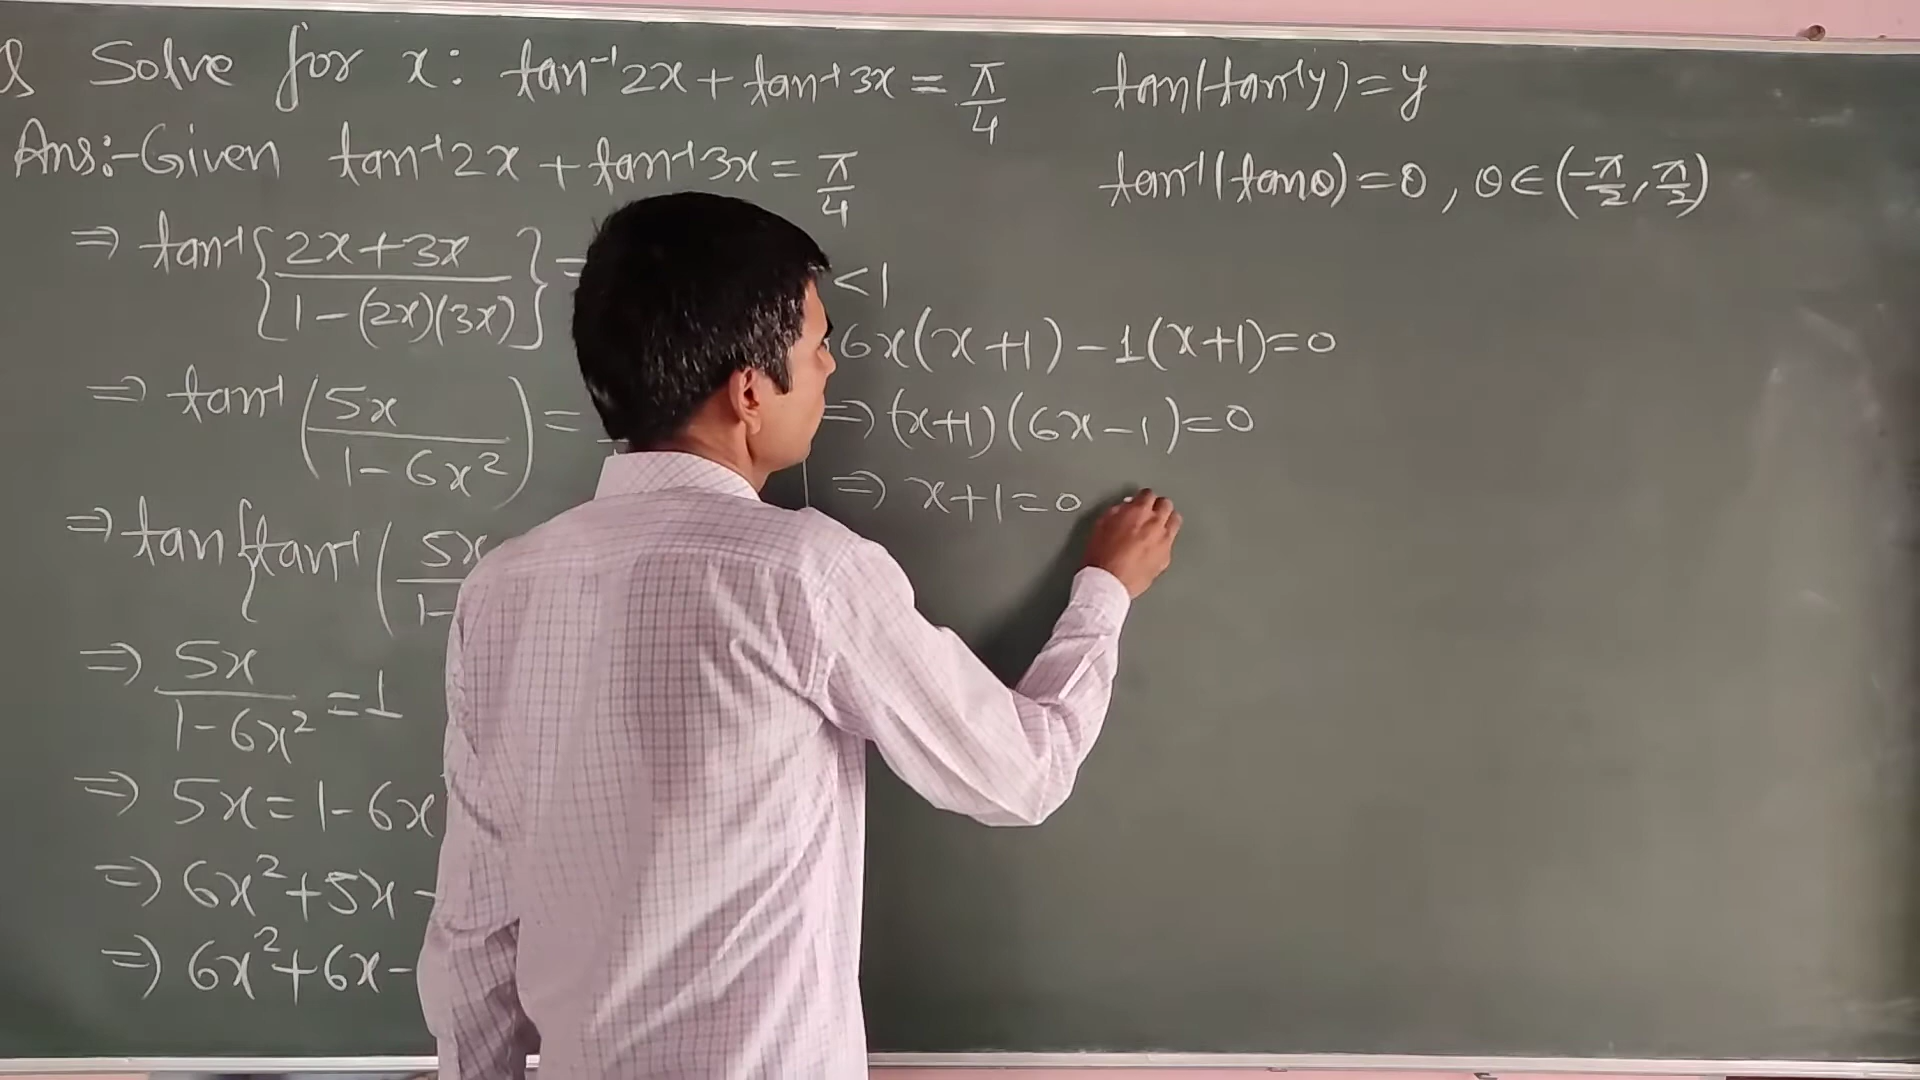 Q Solve for x: tan⁻¹2x + tan⁻¹3x = π/4
Ans:- Given tan⁻¹2x + tan⁻¹3x = π/4
⇒ tan⁻¹{(2x+3x)/(1-(2x)(3x))} =
⇒ tan⁻¹(5x/(1-6x²)) =
⇒ tan{tan⁻¹(5x/1-
⇒ 5x/(1-6x²) = 1
⇒ 5x = 1-6x
⇒ 6x²+5x-
⇒ 6x²+6x-
<1
6x(x+1)-1(x+1)=0
⇒ (x+1)(6x-1)=0
⇒ x+1=0
tan(tan⁻¹y)=y
tan⁻¹(tanθ)=θ, θ∈(-π/2, π/2)